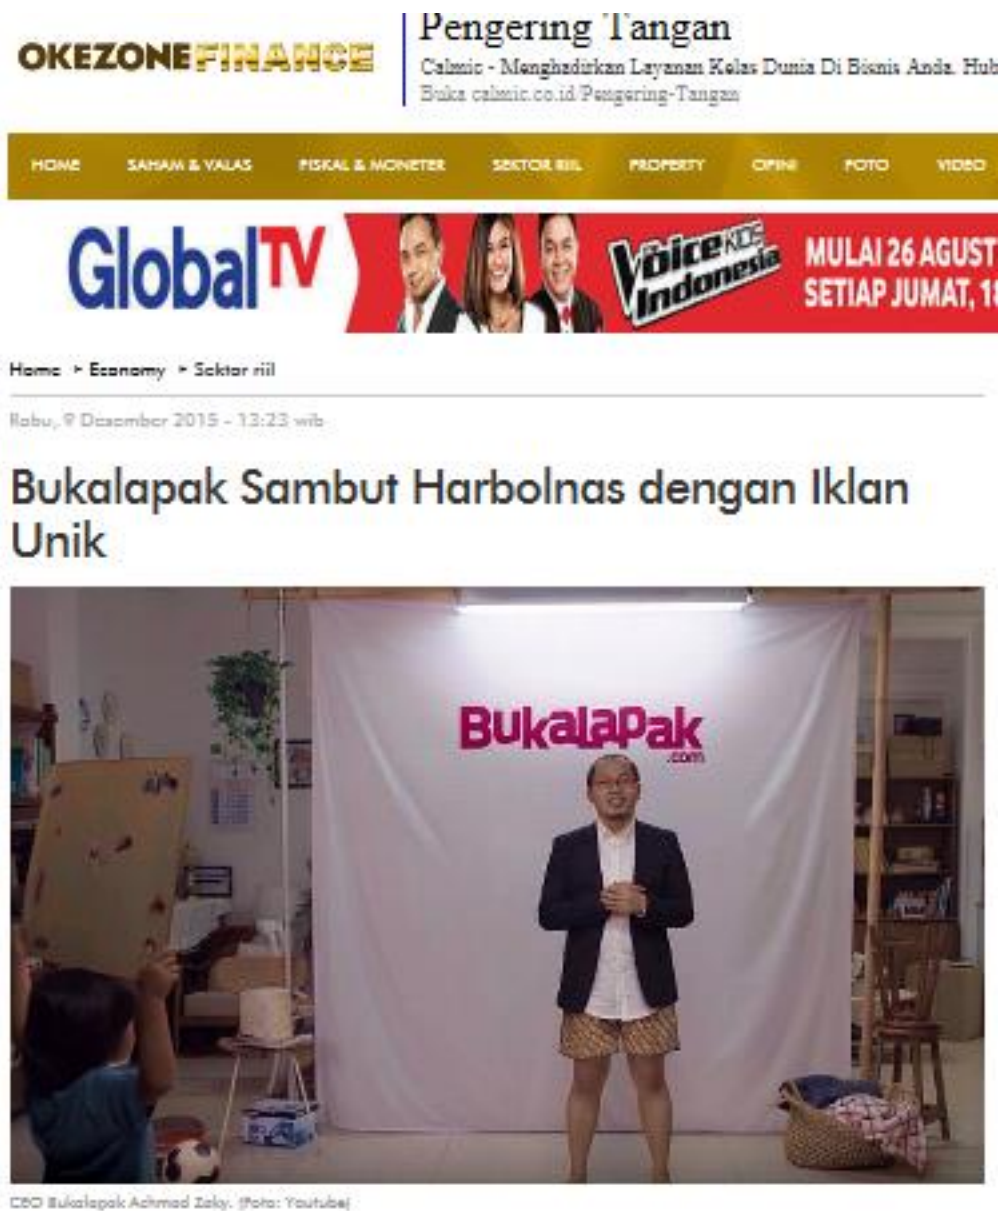 OKEZONE FINANCE
Pengering Tangan
Calmic - Menghadirkan Layanan Kelas Dunia Di Bisnis Anda. Hub
Buka calmic.co.id/Pengering-Tangan
HOME SAHAM & VALAS FISKAL & MONETER SEKTOR RIIL PROPERTY OPINI FOTO VIDEO
GlobalTV
The Voice KIDS
Indonesia
MULAI 26 AGUST
SETIAP JUMAT, 18
Home Economy Sektor riil
Rabu, 9 Desember 2015 - 13:23 wib
Bukalapak Sambut Harbolnas dengan Iklan
Unik
Bukalapak
.com
CEO Bukalapak Achmad Zaky. (Foto: Youtube)